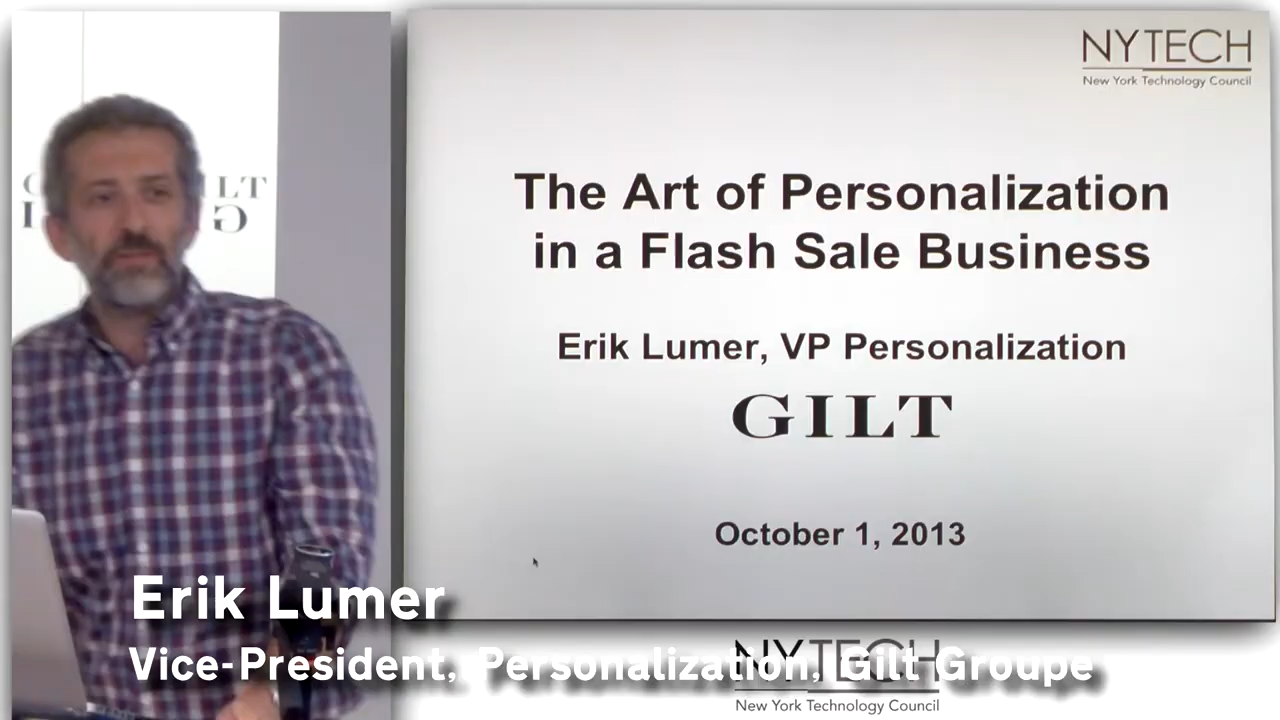 NYTECH
New York Technology Council
The Art of Personalization
in a Flash Sale Business
Erik Lumer, VP Personalization
GILT
October 1, 2013
LT
Erik Lumer
Vice-President, Personalization, Gilt Groupe
NYTECH
New York Technology Council